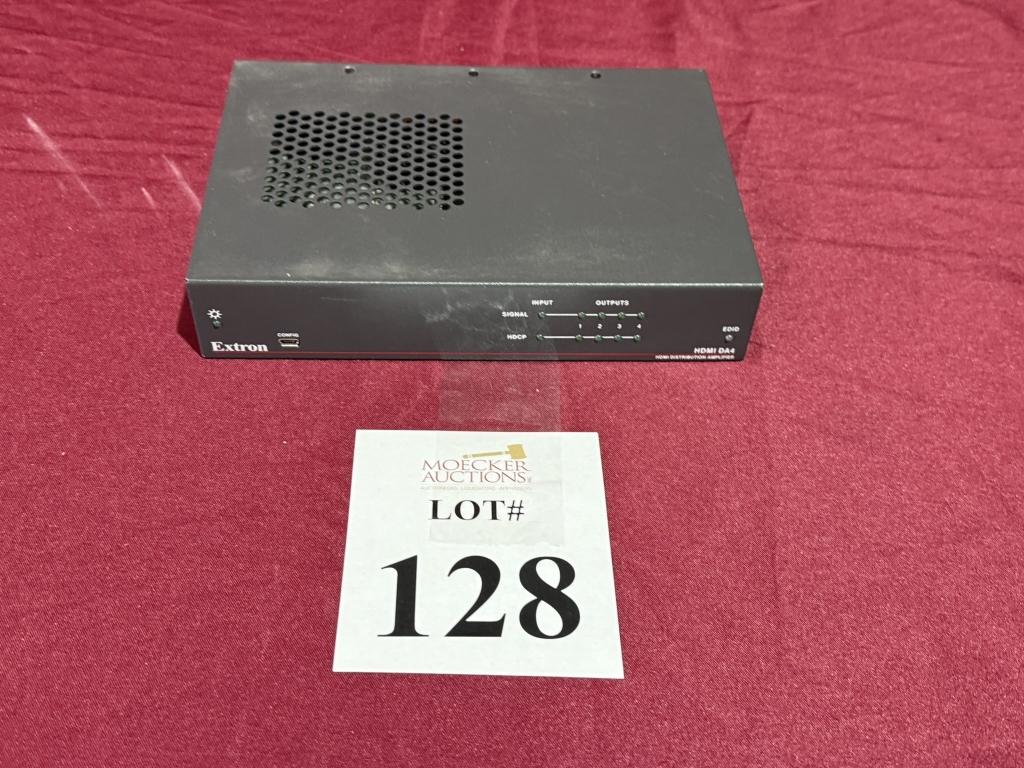 INPUT OUTPUTS
SIGNAL
1 2 3 4
HDCP
CONFIG
Extron
EDID
HDMI DA4
HDMI DISTRIBUTION AMPLIFIER
MOECKER
AUCTIONS
LOT#
128